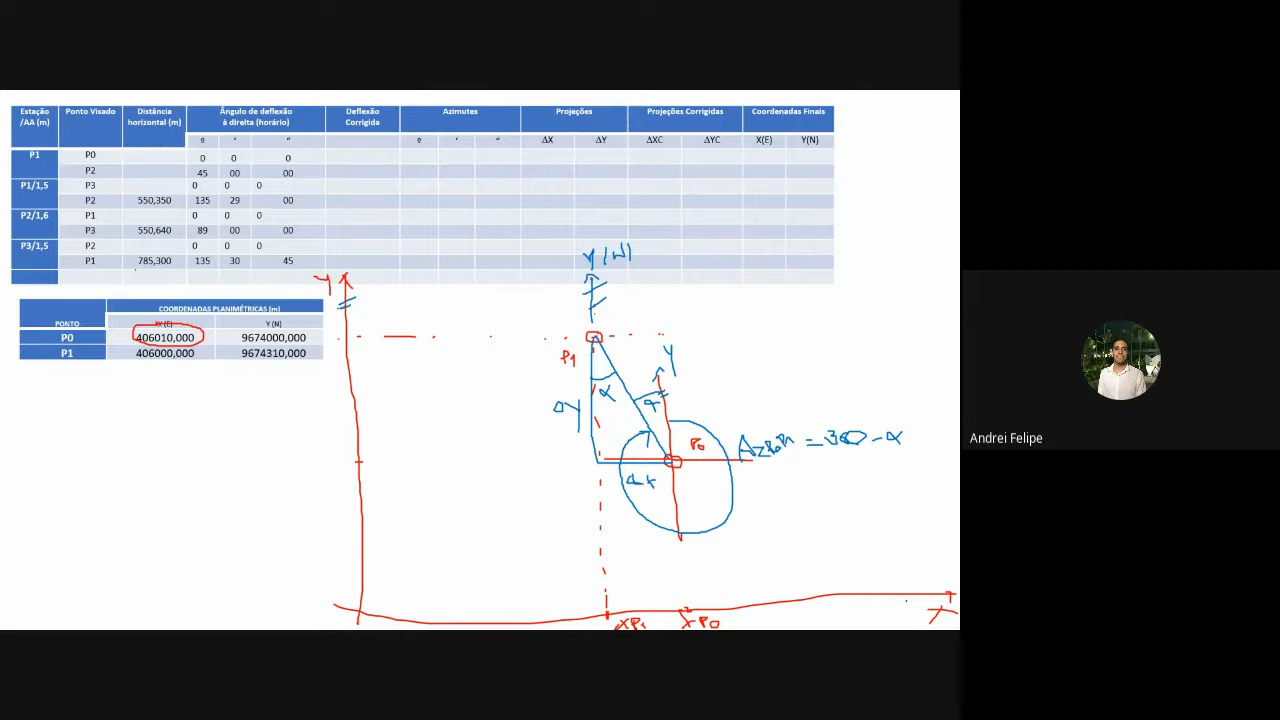 Estação /AA (m) Ponto Visado Distância horizontal (m) Ângulo de deflexão à direita (horário) Deflexão Corrigida Azimutes Projeções Projeções Corrigidas Coordenadas Finais
º ‘ “ º ‘ “ ΔX ΔY ΔXC ΔYC X(E) Y(N)
P1 P0 0 0 0
P2 45 00 00
P1/1,5 P3 0 0 0
P2 550,350 135 29 00
P2/1,6 P1 0 0 0
P3 550,640 89 00 00
P3/1,5 P2 0 0 0
P1 785,300 135 30 45
PONTO COORDENADAS PLANIMÉTRICAS (m)
X (E) Y (N)
P0 406010,000 9674000,000
P1 406000,000 9674310,000
Y
Y (N)
P1
Y
α
α
ΔY
P0
ΔX
AzP0P1 = 360 - α
XP1
XP0
X
Andrei Felipe